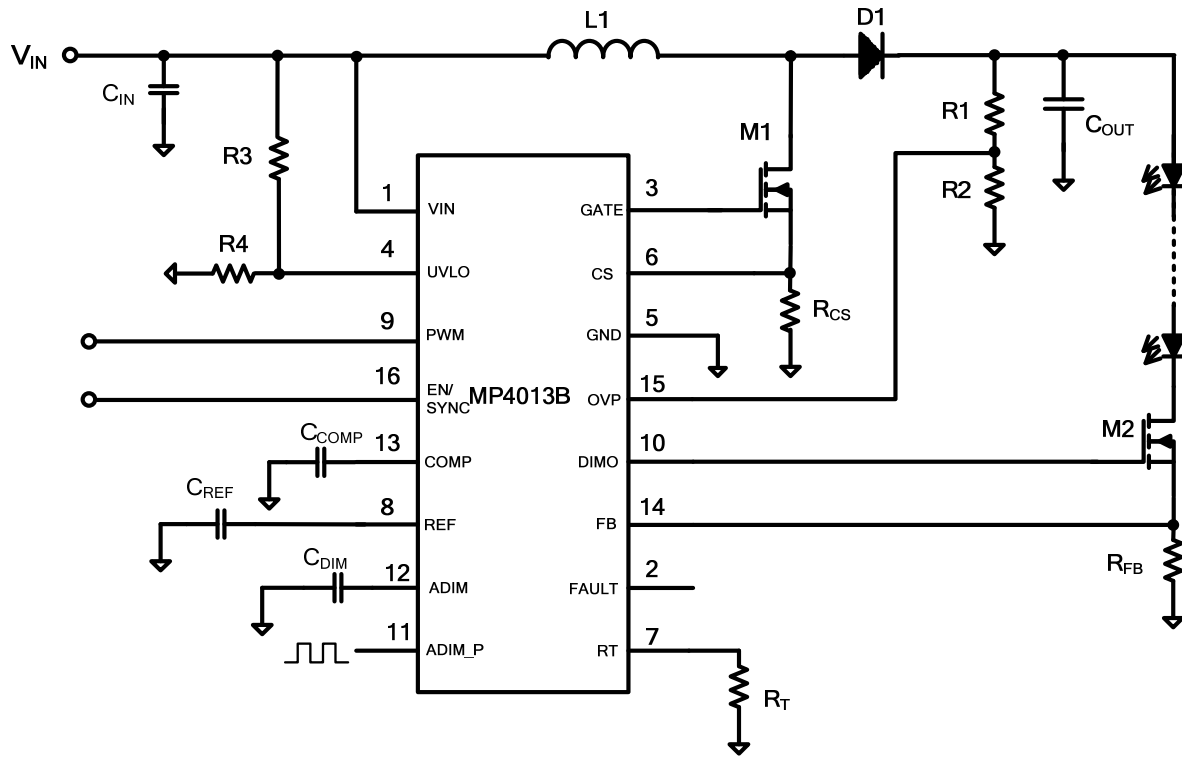 L1
D1
VIN
CIN
R3
M1
R1
COUT
R2
1
VIN
GATE
3
R4
4
UVLO
CS
6
RCS
9
PWM
GND
5
16
EN/
SYNC
MP4013B
OVP
15
CCOMP
13
COMP
DIMO
10
M2
CREF
8
REF
FB
14
RFB
CDIM
12
ADIM
FAULT
2
11
ADIM_P
RT
7
RT